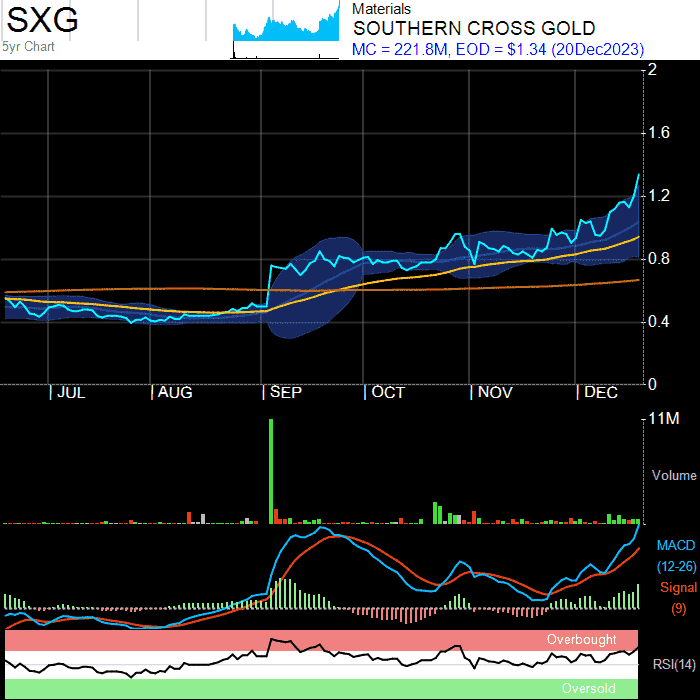 SXG
5yr Chart
Materials
SOUTHERN CROSS GOLD
MC = 221.8M, EOD = $1.34 (20Dec2023)
2
1.6
1.2
0.8
0.4
0
JUL
AUG
SEP
OCT
NOV
DEC
11M
Volume
MACD
(12-26)
Signal
(9)
Overbought
RSI(14)
Oversold